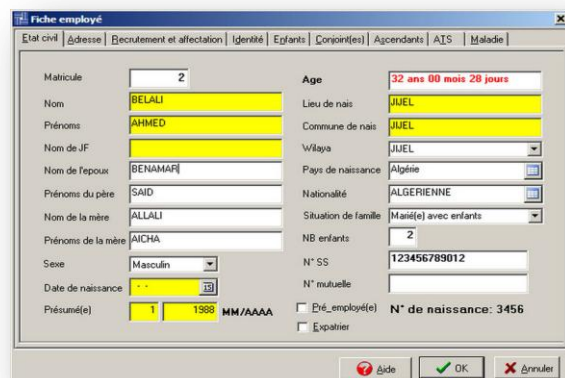 Fiche employé
Etat civil Adresse Recrutement et affectation Identité Enfants Conjoint(es) Ascendants ATS Maladie
Matricule 2 Age 32 ans 00 mois 28 jours
Nom BELALI Lieu de nais JIJEL
Prénoms AHMED Commune de nais JIJEL
Nom de JF Wilaya JIJEL
Nom de l'epoux BENAMAR Pays de naissance Algérie
Prénoms du père SAID Nationalité ALGERIENNE
Nom de la mère ALLALI Situation de famille Marié(e) avec enfants
Prénoms de la mère AICHA NB enfants 2
Sexe Masculin N° SS 123456789012
Date de naissance - - 15 N° mutuelle
Présumé(e) 1 1988 MM/AAAA Pré_employé(e) N° de naissance: 3456
Expatrier
Aide OK Annuler